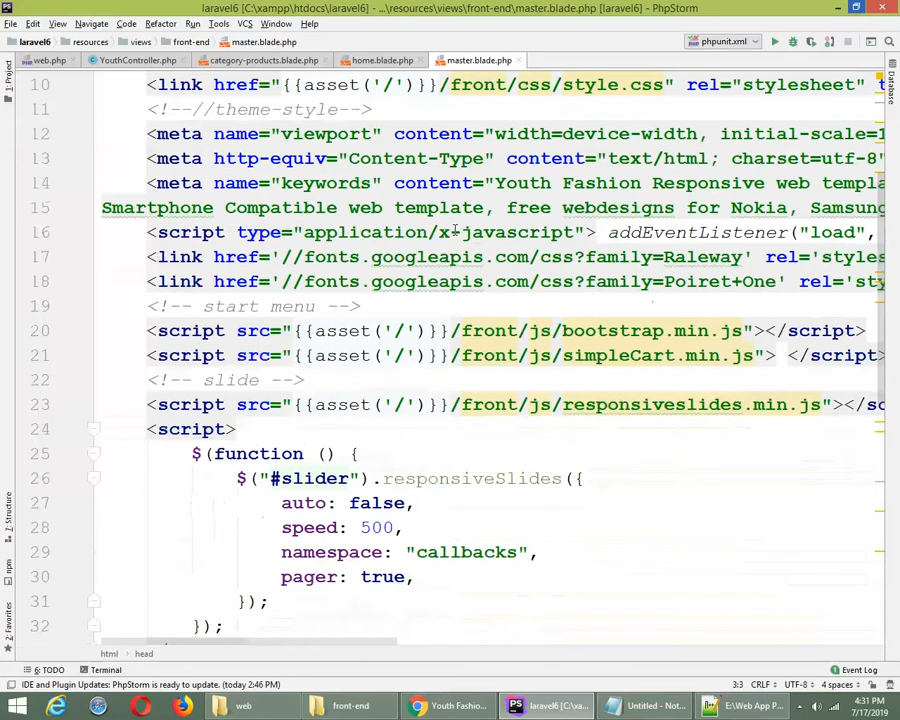 laravel6 [C:\xampp\htdocs\laravel6] - ...\resources\views\front-end\master.blade.php [laravel6] - PhpStorm
File Edit View Navigate Code Refactor Run Tools VCS Window Help
laravel6 resources views front-end master.blade.php phpunit.xml
web.php YouthController.php category-products.blade.php home.blade.php master.blade.php
1: Project
Database
10 <link href="{{asset('/')}}/front/css/style.css" rel="stylesheet" t
11 <!--//theme-style-->
12 <meta name="viewport" content="width=device-width, initial-scale=1
13 <meta http-equiv="Content-Type" content="text/html; charset=utf-8"
14 <meta name="keywords" content="Youth Fashion Responsive web templa
15 Smartphone Compatible web template, free webdesigns for Nokia, Samsung
16 <script type="application/x-javascript"> addEventListener("load",
17 <link href='//fonts.googleapis.com/css?family=Raleway' rel='styles
18 <link href='//fonts.googleapis.com/css?family=Poiret+One' rel='sty
19 <!-- start menu -->
20 <script src="{{asset('/')}}/front/js/bootstrap.min.js"></script>
21 <script src="{{asset('/')}}/front/js/simpleCart.min.js"> </script>
22 <!-- slide -->
23 <script src="{{asset('/')}}/front/js/responsiveslides.min.js"></sc
24 <script>
25 $(function () {
26 $("#slider").responsiveSlides({
27 auto: false,
28 speed: 500,
29 namespace: "callbacks",
30 pager: true,
31 });
32 });
7: Structure
npm
2: Favorites
html head
6: TODO Terminal Event Log
IDE and Plugin Updates: PhpStorm is ready to update. (today 2:46 PM) 3:3 CRLF UTF-8 4 spaces
web front-end Youth Fashio... laravel6 [C:\xa... Untitled - Not... E:\Web App P... 4:31 PM
7/17/2019